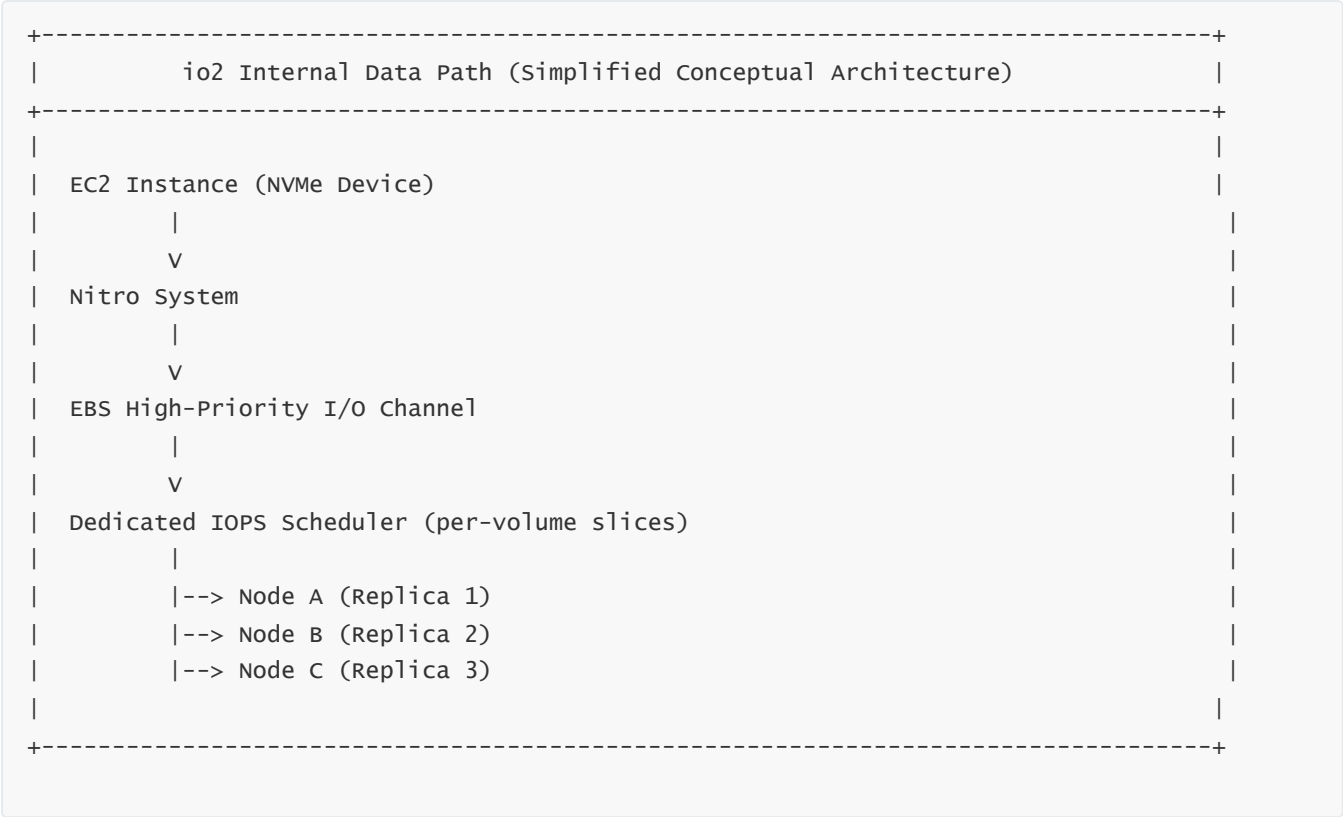 +-----------------------------------------------------------------------------------+
|          io2 Internal Data Path (Simplified Conceptual Architecture)              |
+-----------------------------------------------------------------------------------+
|                                                                                   |
|  EC2 Instance (NVMe Device)                                                       |
|         |                                                                          |
|         V                                                                          |
|  Nitro System                                                                      |
|         |                                                                          |
|         V                                                                          |
|  EBS High-Priority I/O Channel                                                     |
|         |                                                                          |
|         V                                                                          |
|  Dedicated IOPS Scheduler (per-volume slices)                                      |
|         |                                                                          |
|         |--> Node A (Replica 1)                                                    |
|         |--> Node B (Replica 2)                                                    |
|         |--> Node C (Replica 3)                                                    |
|                                                                                   |
+-----------------------------------------------------------------------------------+